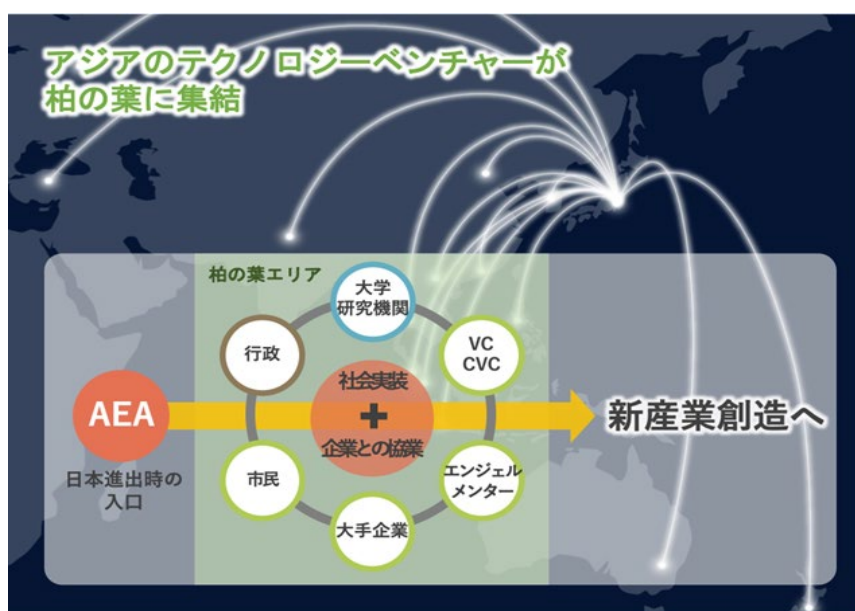 アジアのテクノロジーベンチャーが
柏の葉に集結
柏の葉エリア
大学
研究機関
行政
VC
CVC
社会実装
+
企業との協業
AEA
日本進出時の
入口
新産業創造へ
市民
エンジェル
メンター
大手企業